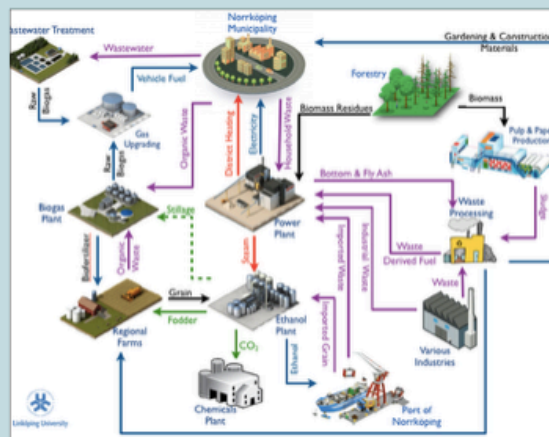 Norrköping
Municipality
Gardening & Construction
Materials
astewater Treatment
Wastewater
Vehicle Fuel
Forestry
Raw
Biogas
Gas
Upgrading
Organic Waste
District Heating
Electricity
Household Waste
Biomass Residues
Biomass
Pulp & Pape
Production
Raw
Biogas
Bottom & Fly Ash
Waste
Processing
Sludge
Biogas
Plant
Stillage
Power
Plant
Waste
Derived Fuel
Biofertilizer
Organic
Waste
Steam
Imported Waste
Industrial Waste
Waste
Grain
Regional
Farms
Fodder
Ethanol
Plant
Imported Grain
Various
Industries
CO2
Ethanol
Chemicals
Plant
Port of
Norrköping
Linköping University